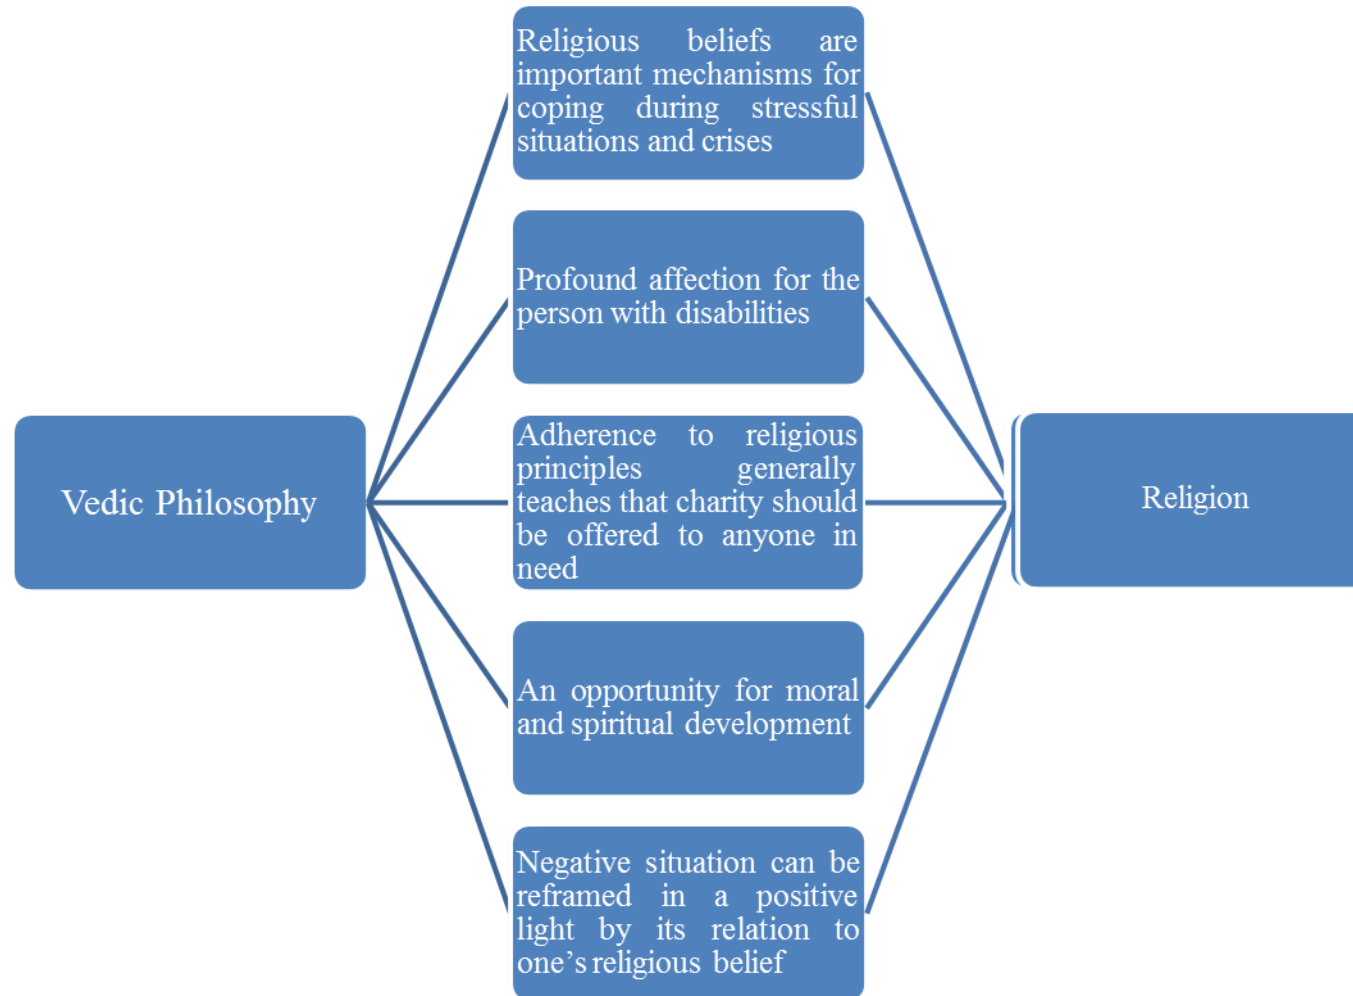 Religious beliefs are
important mechanisms for
coping during stressful
situations and crises
Profound affection for the
person with disabilities
Vedic Philosophy
Adherence to religious
principles generally
teaches that charity should
be offered to anyone in
need
Religion
An opportunity for moral
and spiritual development
Negative situation can be
reframed in a positive
light by its relation to
one’s religious belief